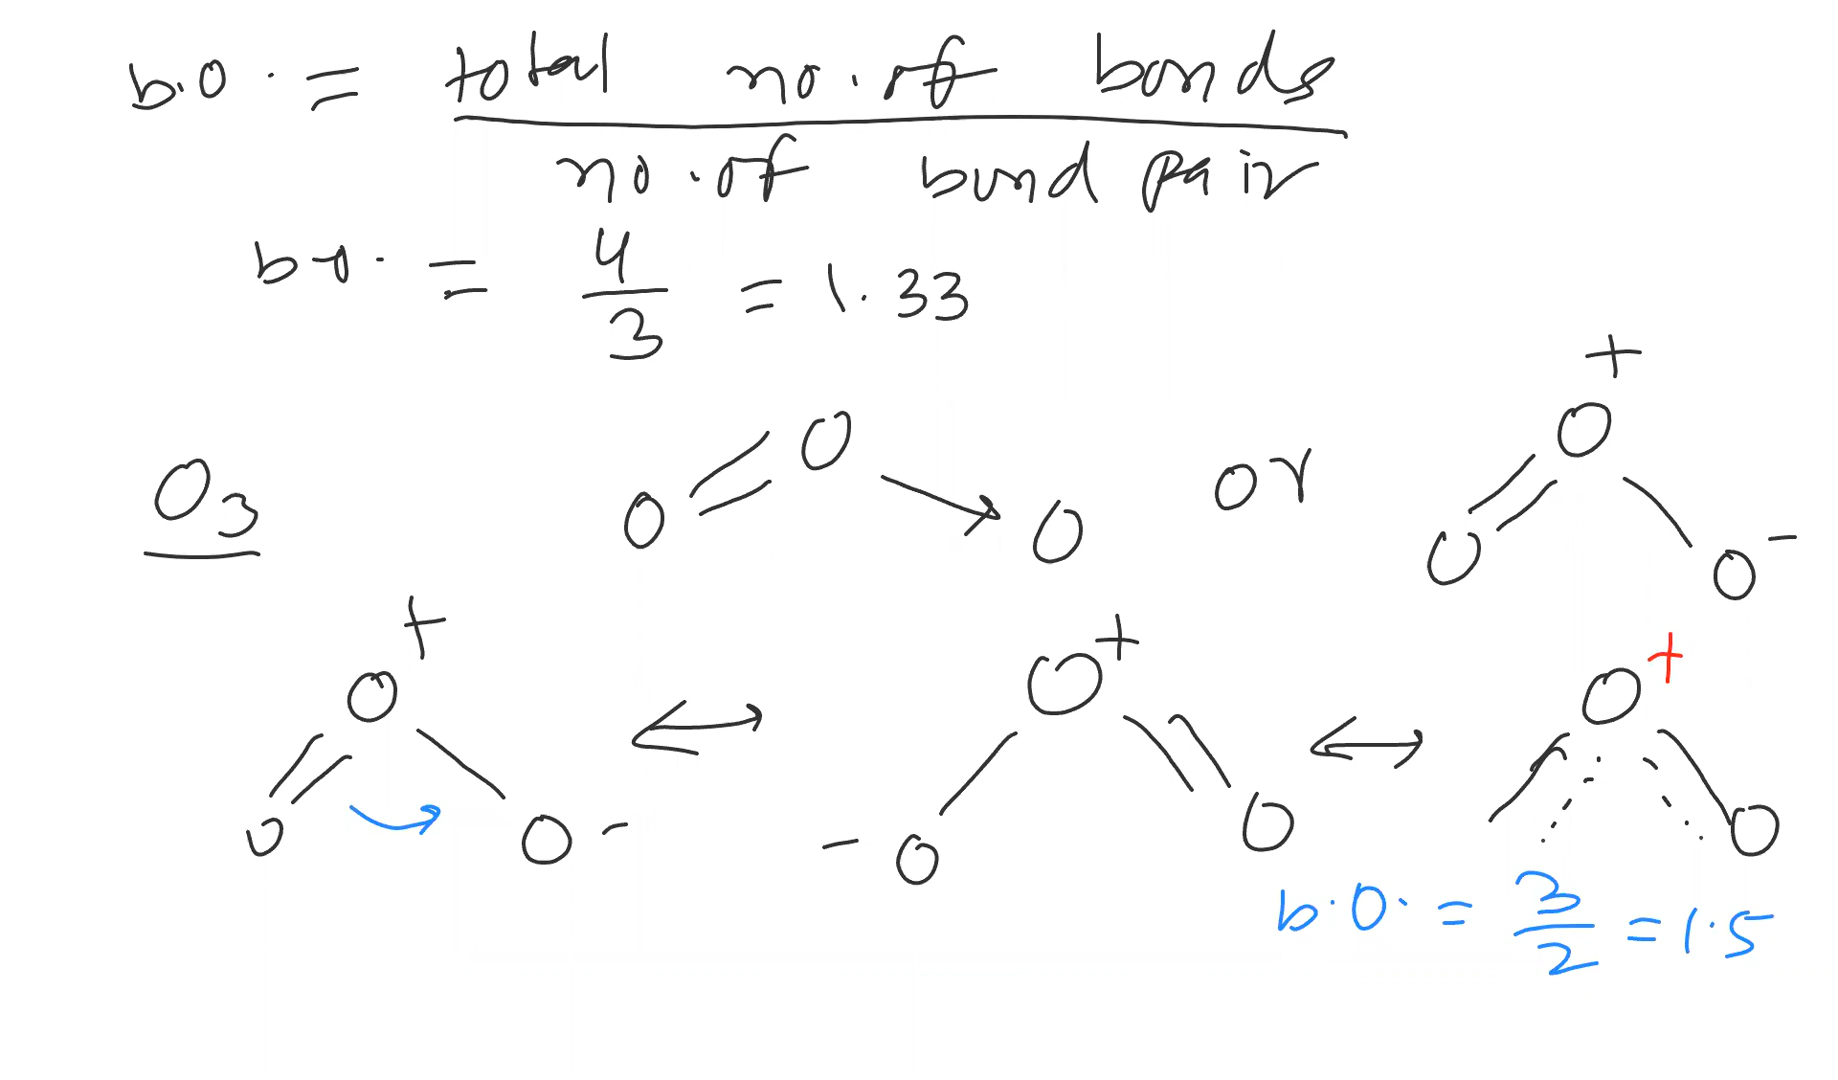 b.o. = total no. of bonds
no. of bond pair
b.o. = 4/3 = 1.33
O3 O=O→O or O=O+-O-
O=O+-O- ↔ -O-O+=O ↔ O+ O
b.O. = 3/2 = 1.5